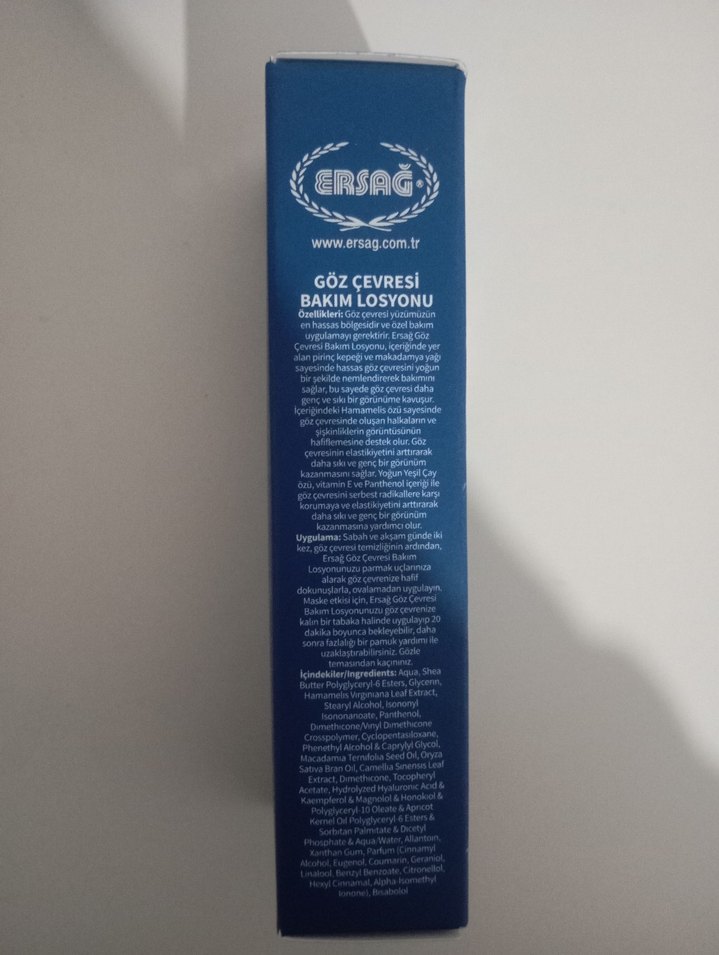 ERSAĞ®
www.ersag.com.tr
GÖZ ÇEVRESİ
BAKIM LOSYONU
Özellikleri: Göz çevresi yüzümüzün
en hassas bölgesidir ve özel bakım
uygulamayı gerektirir. Ersağ Göz
Çevresi Bakım Losyonu, içeriğinde yer
alan pirinç kepeği ve makadamya yağı
sayesinde hassas göz çevresini yoğun
bir şekilde nemlendirerek bakımını
sağlar, bu sayede göz çevresi daha
genç ve sıkı bir görünüme kavuşur.
İçeriğindeki Hamamelis özü sayesinde
göz çevresinde oluşan halkaların ve
şişkinliklerin görüntüsünün
hafiflemesine destek olur. Göz
çevresinin elastikiyetini arttırarak
daha sıkı ve genç bir görünüm
kazanmasını sağlar. Yoğun Yeşil Çay
özü, vitamin E ve Panthenol içeriği ile
göz çevresini serbest radikallere karşı
korumaya ve elastikiyetini arttırarak
daha sıkı ve genç bir görünüm
kazanmasına yardımcı olur.
Uygulama: Sabah ve akşam günde iki
kez, göz çevresi temizliğinin ardından,
Ersağ Göz Çevresi Bakım
Losyonunuzu parmak uçlarınıza
alarak göz çevrenize hafif
dokunuşlarla, ovalamadan uygulayın.
Maske etkisi için, Ersağ Göz Çevresi
Bakım Losyonunuzu göz çevrenize
kalın bir tabaka halinde uygulayıp 20
dakika boyunca bekleyebilir, daha
sonra fazlalığı bir pamuk yardımı ile
uzaklaştırabilirsiniz. Gözle
temasından kaçınınız.
İçindekiler/Ingredients: Aqua, Shea
Butter Polyglyceryl-6 Esters, Glycerin,
Hamamelis Virginiana Leaf Extract,
Stearyl Alcohol, Isononyl
Isononanoate, Panthenol,
Dimethicone/Vinyl Dimethicone
Crosspolymer, Cyclopentasiloxane,
Phenethyl Alcohol & Caprylyl Glycol,
Macadamia Ternifolia Seed Oil, Oryza
Sativa Bran Oil, Camellia Sinensis Leaf
Extract, Dimethicone, Tocopheryl
Acetate, Hydrolyzed Hyaluronic Acid &
Kaempferol & Magnolol & Honokiol &
Polyglyceryl-10 Oleate & Apricot
Kernel Oil Polyglyceryl-6 Esters &
Sorbitan Palmitate & Dicetyl
Phosphate & Aqua/Water, Allantoin,
Xanthan Gum, Parfum (Cinnamyl
Alcohol, Eugenol, Coumarin, Geraniol,
Linalool, Benzyl Benzoate, Citronellol,
Hexyl Cinnamal, Alpha-Isomethyl
Ionone), Bisabolol